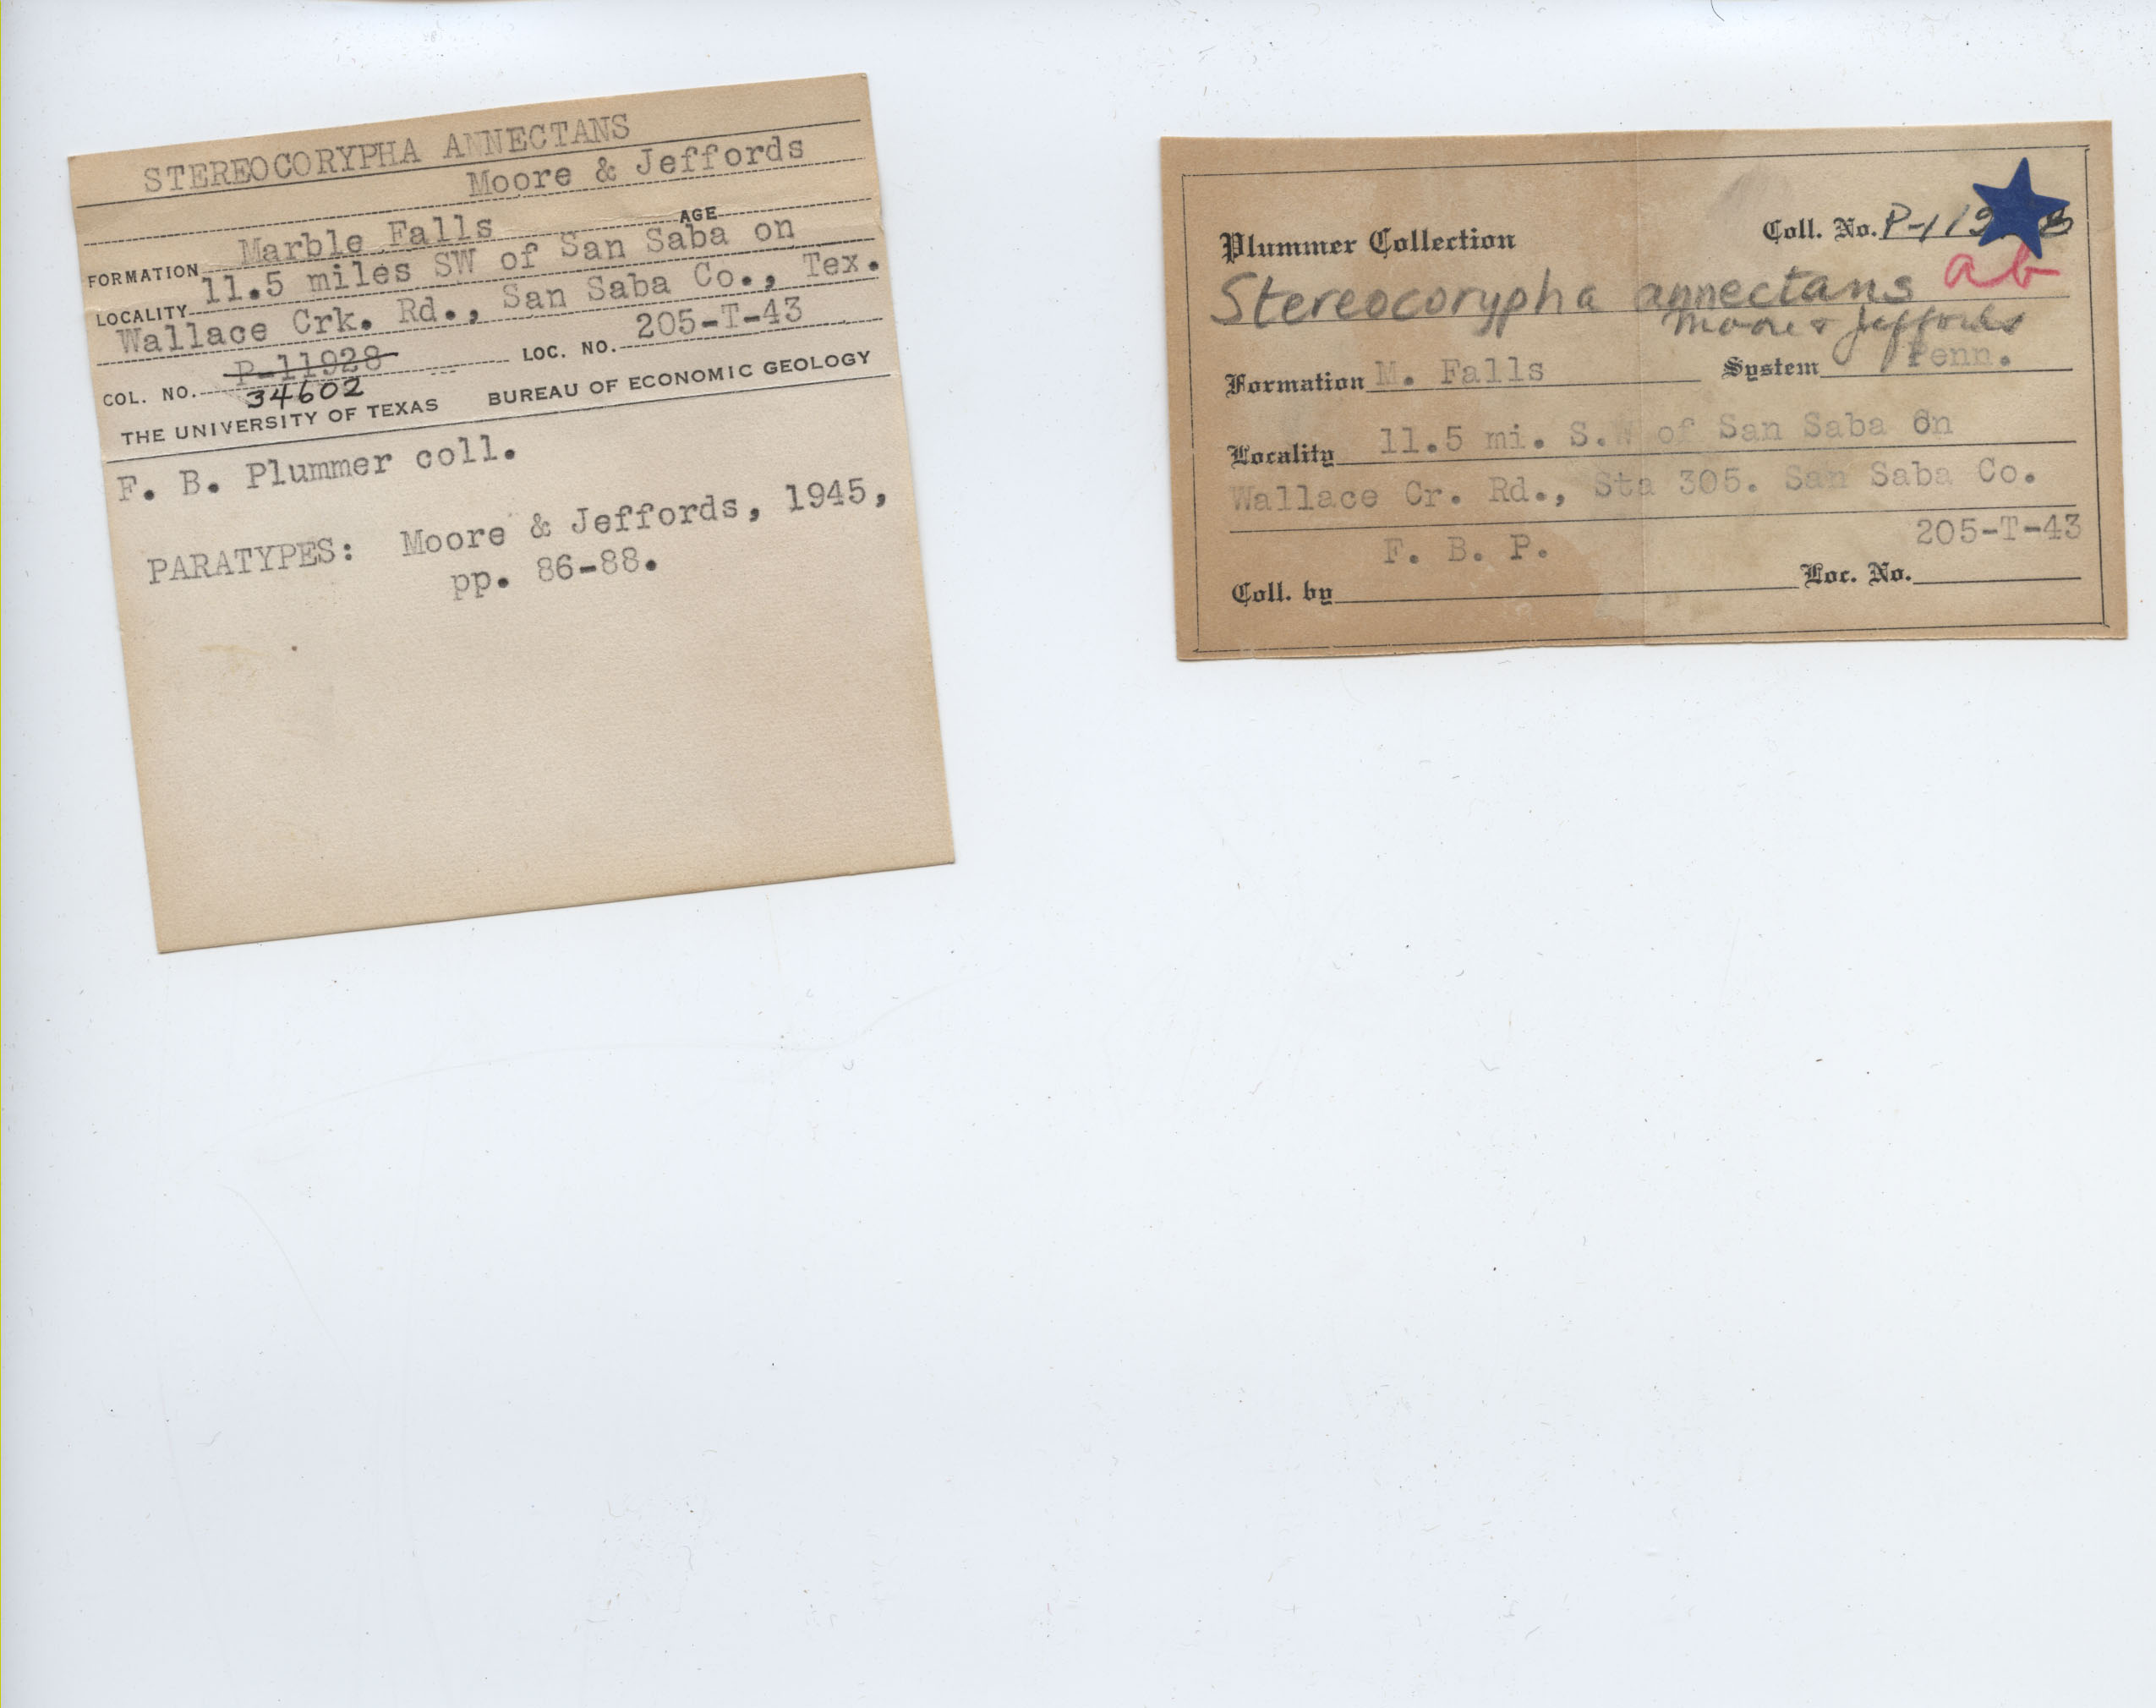 STEREOCORYPHA ANNECTANS
Moore & Jeffords
AGE
FORMATION Marble Falls
LOCALITY 11.5 miles SW of San Saba on
Wallace Crk. Rd., San Saba Co., Tex.
COL. NO. P-11928 LOC. NO. 205-T-43
34602
THE UNIVERSITY OF TEXAS BUREAU OF ECONOMIC GEOLOGY
F. B. Plummer coll.
PARATYPES: Moore & Jeffords, 1945,
pp. 86-88.
Plummer Collection Coll. No. P-119 8
ab
Stereocorypha annectans
Moore & Jeffords
Formation M. Falls System Penn.
Locality 11.5 mi. S.W of San Saba on
Wallace Cr. Rd., Sta 305. San Saba Co.
Coll. by F. B. P. Loc. No. 205-T-43